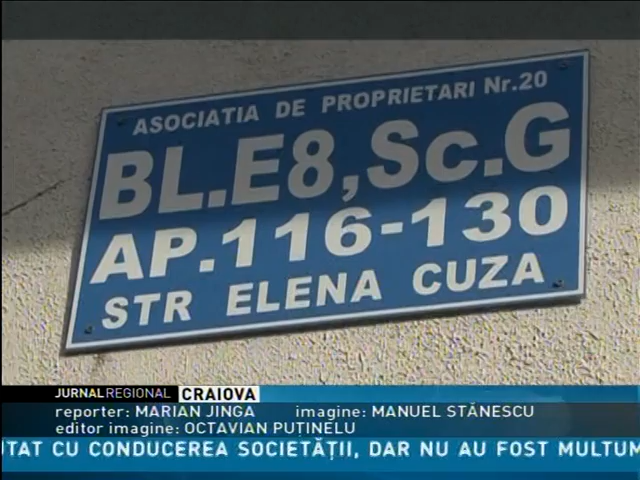 ASOCIATIA DE PROPRIETARI Nr.20
BL.E8,Sc.G
AP.116-130
STR ELENA CUZA
JURNAL REGIONAL CRAIOVA
reporter: MARIAN JINGA imagine: MANUEL STĂNESCU
editor imagine: OCTAVIAN PUȚINELU
CU CONDUCEREA SOCIETĂȚII, DAR NU AU FOST